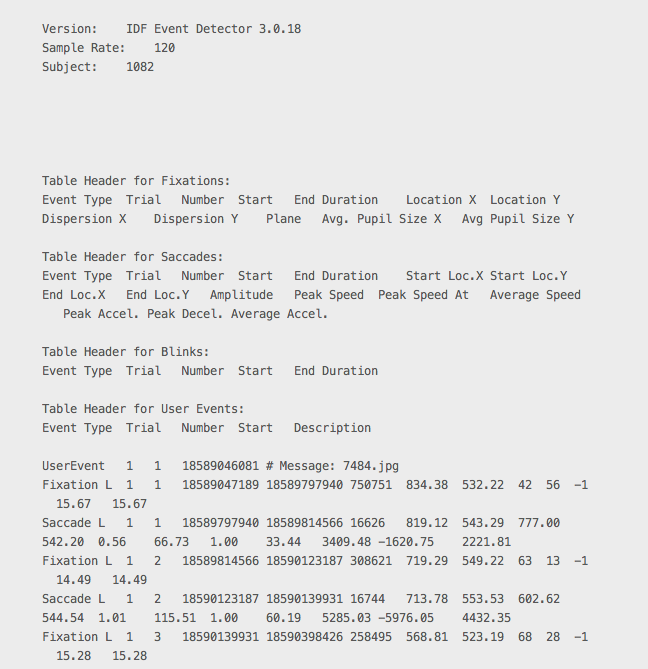 Version:    IDF Event Detector 3.0.18
Sample Rate:    120
Subject:    1082
Table Header for Fixations:
Event Type  Trial   Number  Start   End Duration    Location X  Location Y
Dispersion X    Dispersion Y    Plane   Avg. Pupil Size X   Avg Pupil Size Y
Table Header for Saccades:
Event Type  Trial   Number  Start   End Duration    Start Loc.X Start Loc.Y
End Loc.X   End Loc.Y   Amplitude   Peak Speed  Peak Speed At   Average Speed
Peak Accel. Peak Decel. Average Accel.
Table Header for Blinks:
Event Type  Trial   Number  Start   End Duration
Table Header for User Events:
Event Type  Trial   Number  Start   Description
UserEvent   1   1   18589046081 # Message: 7484.jpg
Fixation L  1   1   18589047189 18589797940 750751  834.38  532.22  42  56  -1
15.67   15.67
Saccade L   1   1   18589797940 18589814566 16626   819.12  543.29  777.00
542.20  0.56    66.73   1.00    33.44   3409.48 -1620.75    2221.81
Fixation L  1   2   18589814566 18590123187 308621  719.29  549.22  63  13  -1
14.49   14.49
Saccade L   1   2   18590123187 18590139931 16744   713.78  553.53  602.62
544.54  1.01    115.51  1.00    60.19   5285.03 -5976.05    4432.35
Fixation L  1   3   18590139931 18590398426 258495  568.81  523.19  68  28  -1
15.28   15.28